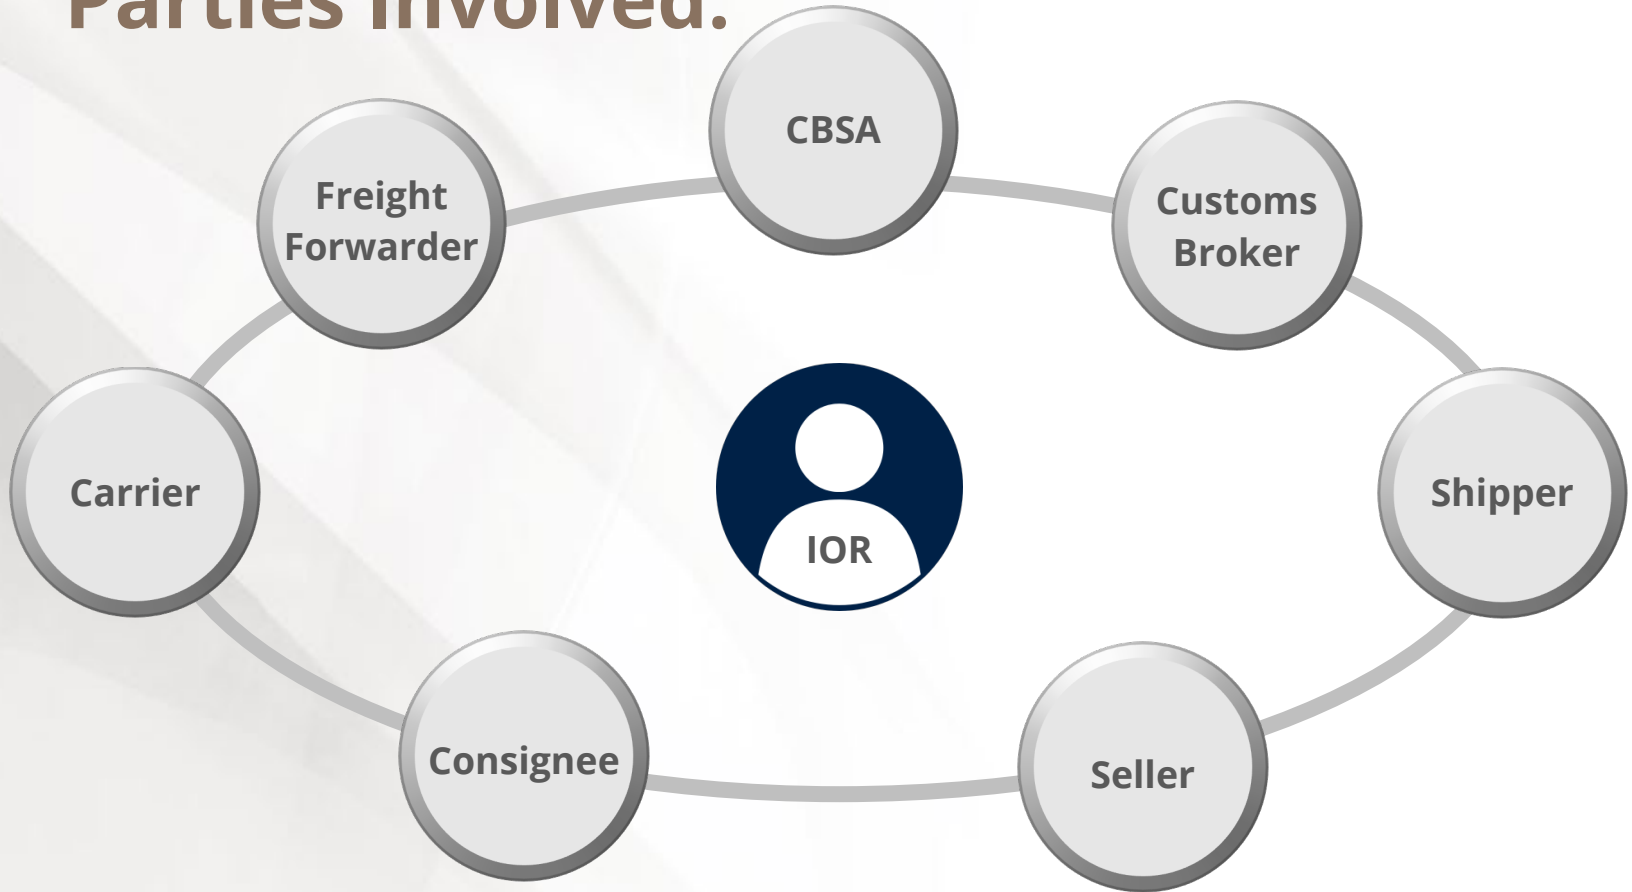 Parties Involved:
CBSA
Freight
Forwarder
Customs
Broker
Carrier
Shipper
IOR
Consignee
Seller